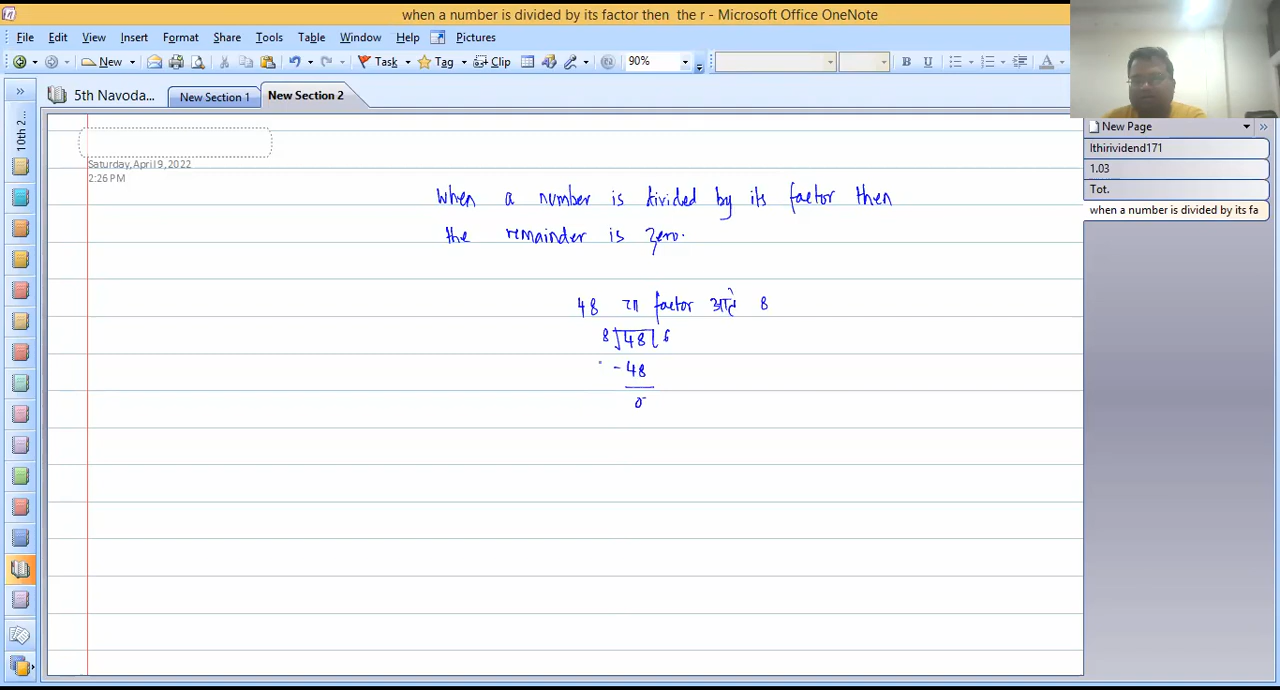 when a number is divided by its factor then the r - Microsoft Office OneNote
File Edit View Insert Format Share Tools Table Window Help Pictures
New Task Tag Clip 90% B U A
5th Navoda... New Section 1 New Section 2
10th 2...
New Page
Ithirividend171
1.03
Tot.
when a number is divided by its fa
Saturday, April 9, 2022
2:26 PM
When a number is divided by its factor then
the remainder is zero.
48 चा factor आहे 8
8 48 6
- 48
0